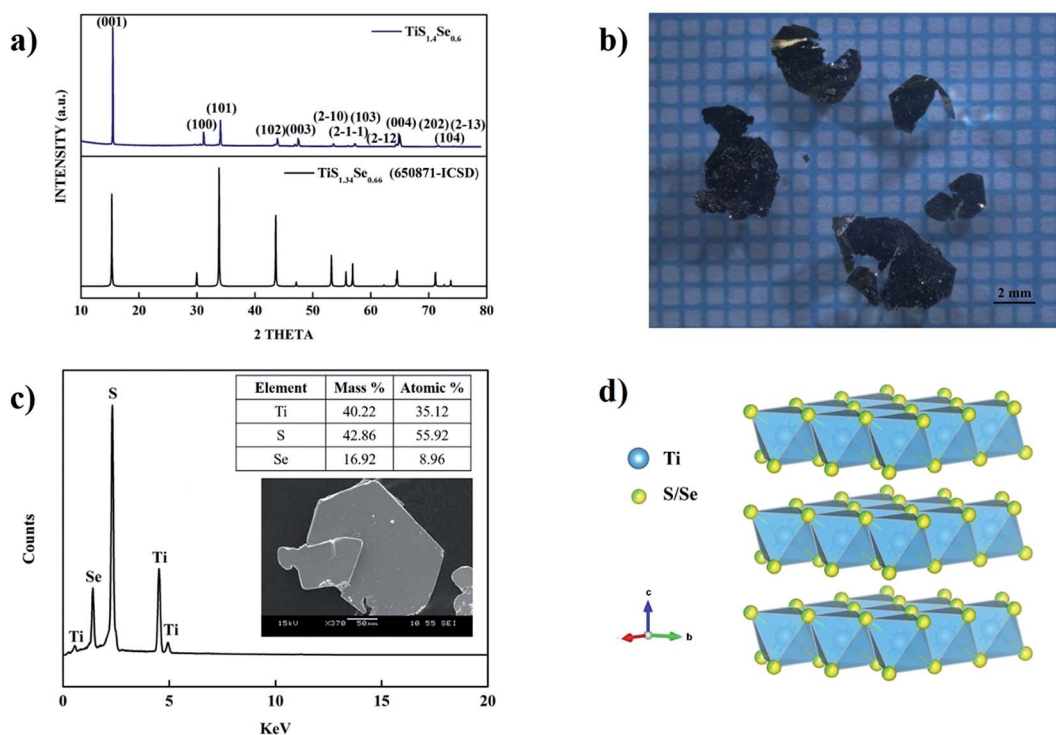 a)
INTENSITY (a.u.)
(001)
TiS1.4Se0.6
(100)
(101)
(102)
(003)
(2-10)
(2-1-1)
(103)
(2-12)
(004)
(202)
(104)
(2-13)
TiS1.34Se0.66 (650871-ICSD)
10 20 30 40 50 60 70 80
2 THETA
b)
2 mm
c)
Counts
Ti
Se
S
Ti
Ti
Element Mass % Atomic %
Ti 40.22 35.12
S 42.86 55.92
Se 16.92 8.96
15kV X370 50μm 10 55 SEI
0 5 10 15 20
KeV
d)
Ti
S/Se
c
b